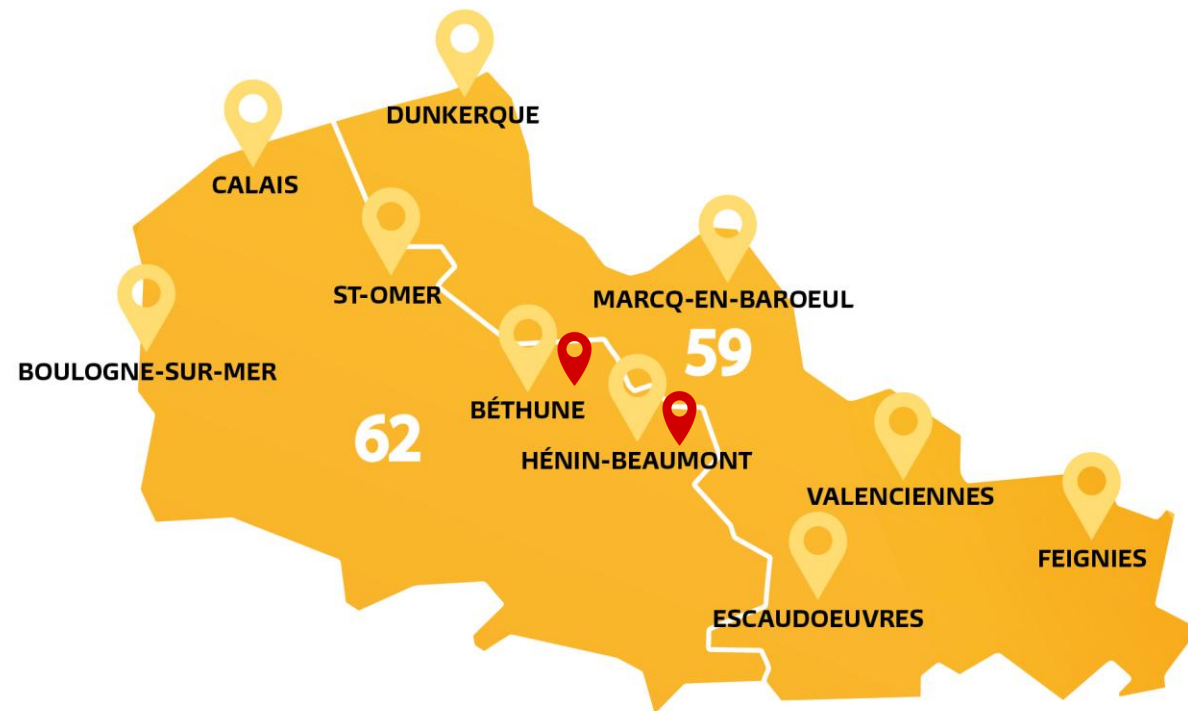 DUNKERQUE
CALAIS
ST-OMER
MARCQ-EN-BAROEUL
59
BOULOGNE-SUR-MER
BÉTHUNE
62
HÉNIN-BEAUMONT
VALENCIENNES
FEIGNIES
ESCAUDOEUVRES